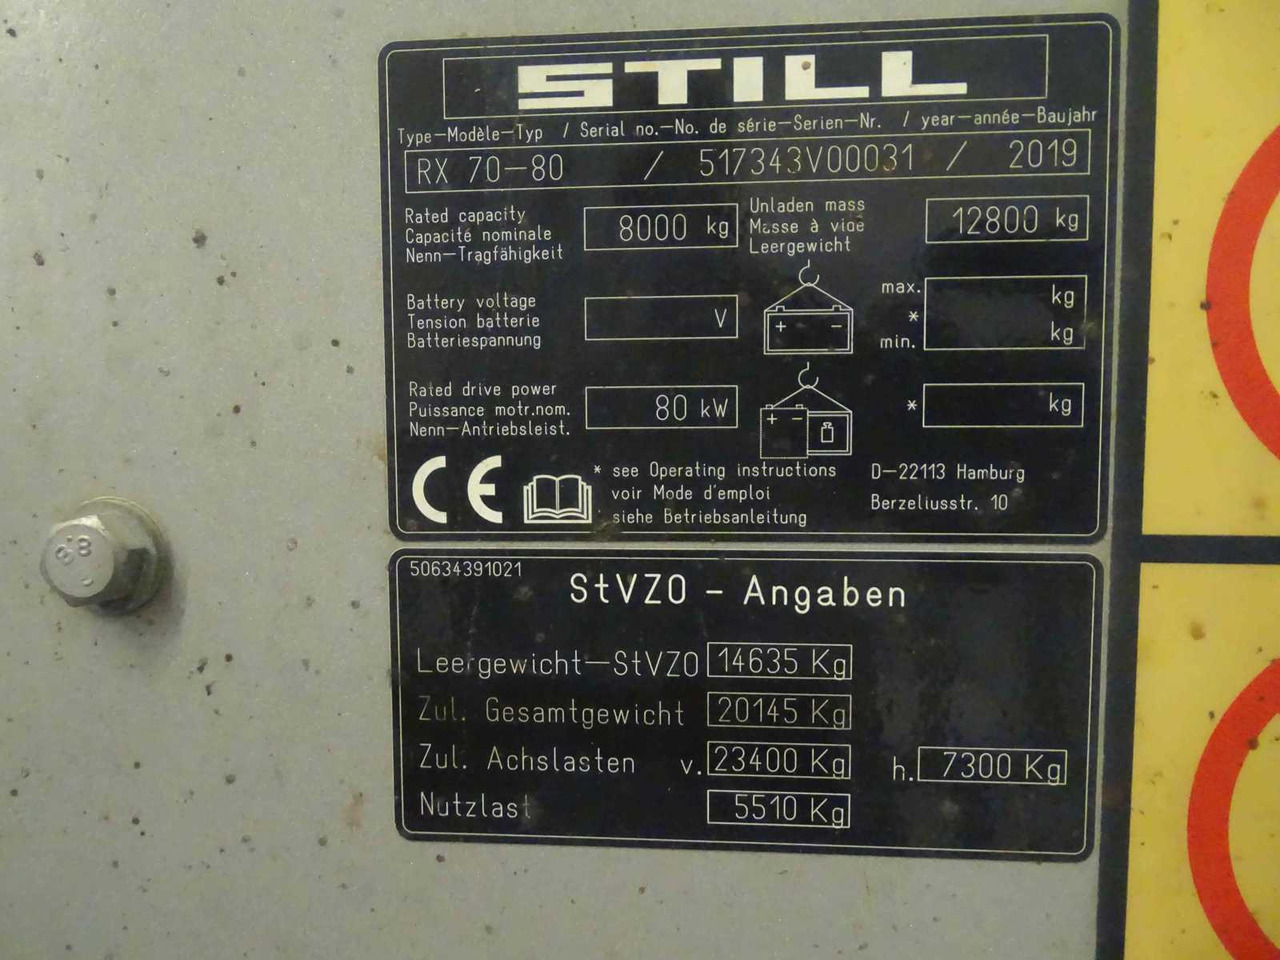 STILL
Type-Modèle-Typ / Serial no.-No. de série-Serien-Nr. / year-année-Baujahr
RX 70-80 / 517343V00031 / 2019
Rated capacity
Capacité nominale
Nenn-Tragfähigkeit
8000 kg
Unladen mass
Masse à vide
Leergewicht
12800 kg
Battery voltage
Tension batterie
Batteriespannung
V
+ -
max. kg
*
min. kg
Rated drive power
Puissance motr.nom.
Nenn-Antriebsleist.
80 kW
+ -
* kg
CE
* see Operating instructions
voir Mode d'emploi
siehe Betriebsanleitung
D-22113 Hamburg
Berzeliusstr. 10
50634391021
StVZO - Angaben
Leergewicht-StVZO 14635 Kg
Zul. Gesamtgewicht 20145 Kg
Zul. Achslasten v. 23400 Kg h. 7300 Kg
Nutzlast 5510 Kg
8.8